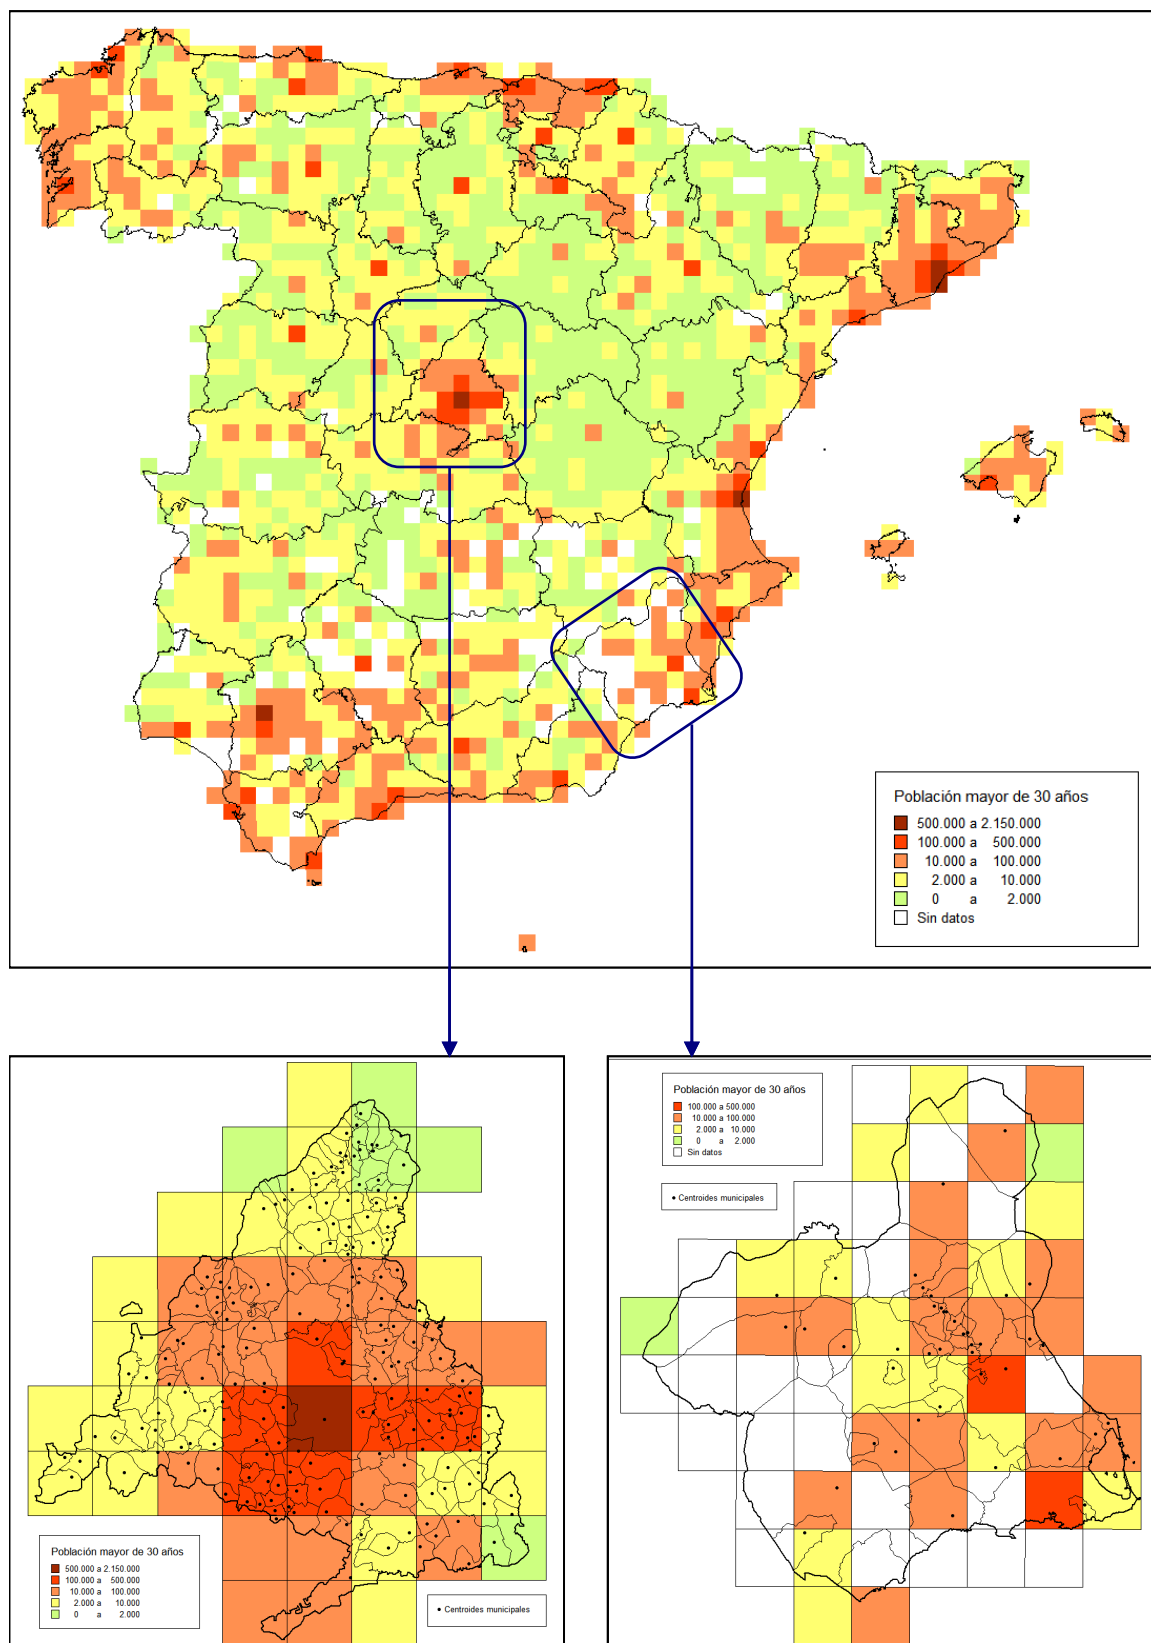 Población mayor de 30 años
500.000 a 2.150.000
100.000 a 500.000
10.000 a 100.000
2.000 a 10.000
0 a 2.000
Sin datos
Población mayor de 30 años
500.000 a 2.150.000
100.000 a 500.000
10.000 a 100.000
2.000 a 10.000
0 a 2.000
Centroides municipales
Población mayor de 30 años
100.000 a 500.000
10.000 a 100.000
2.000 a 10.000
0 a 2.000
Sin datos
Centroides municipales